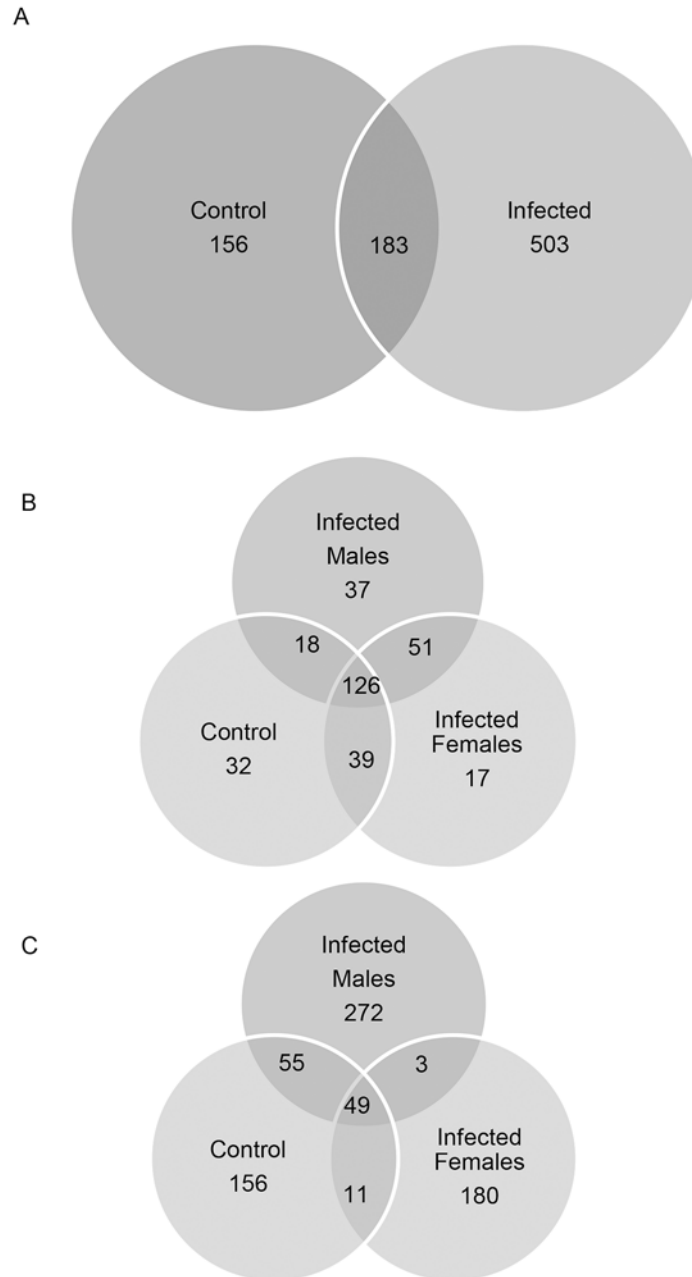 A
Control
156
183
Infected
503
B
Infected
Males
37
18
51
126
Control
32
39
Infected
Females
17
C
Infected
Males
272
55
3
49
Control
156
11
Infected
Females
180